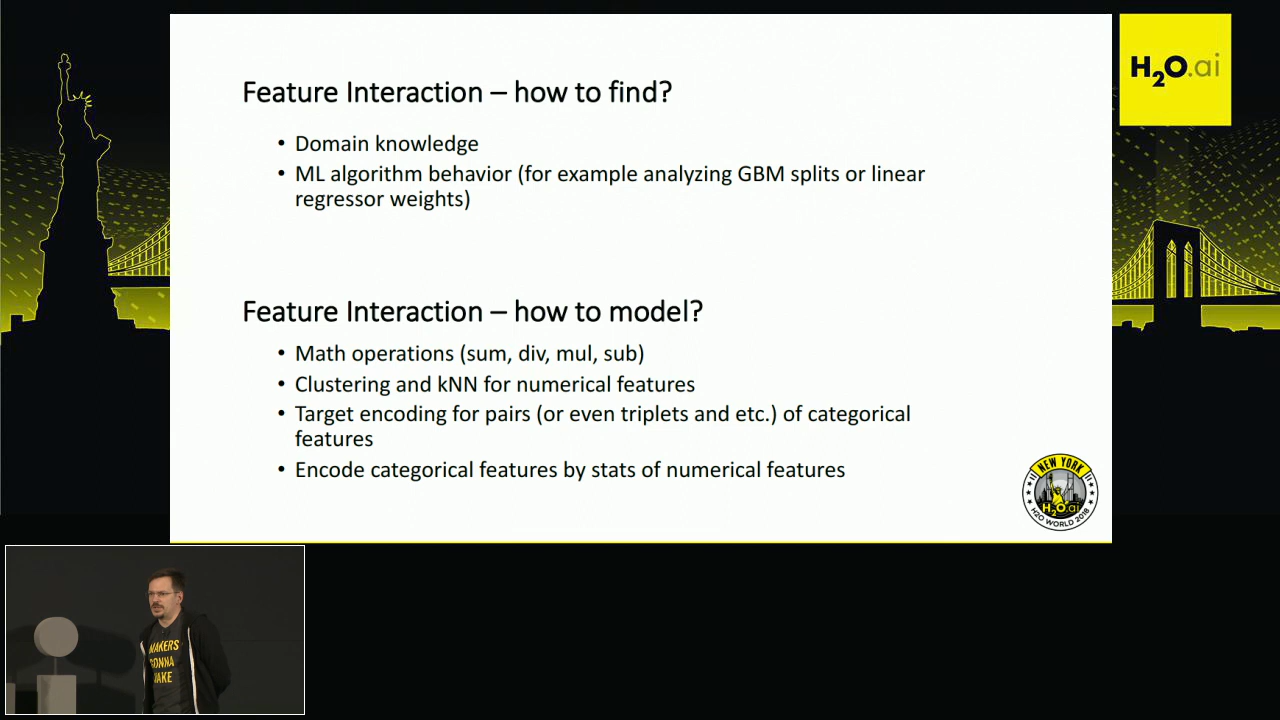 Feature Interaction – how to find?
• Domain knowledge
• ML algorithm behavior (for example analyzing GBM splits or linear
regressor weights)
Feature Interaction – how to model?
• Math operations (sum, div, mul, sub)
• Clustering and kNN for numerical features
• Target encoding for pairs (or even triplets and etc.) of categorical
features
• Encode categorical features by stats of numerical features
H2O.ai
NEW YORK
H2O.ai
H2O WORLD 2018
MAKERS
GONNA
MAKE